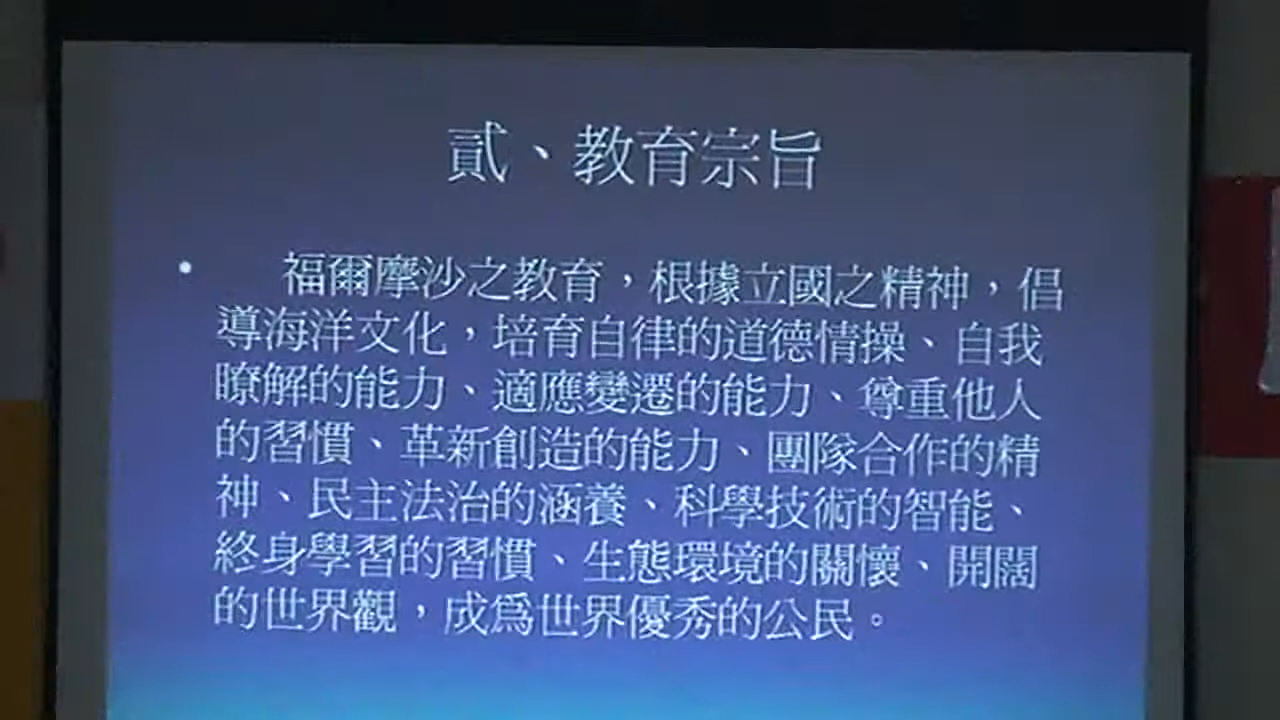 貳、教育宗旨
• 福爾摩沙之教育，根據立國之精神，倡
導海洋文化，培育自律的道德情操、自我
瞭解的能力、適應變遷的能力、尊重他人
的習慣、革新創造的能力、團隊合作的精
神、民主法治的涵養、科學技術的智能、
終身學習的習慣、生態環境的關懷、開闊
的世界觀，成為世界優秀的公民。